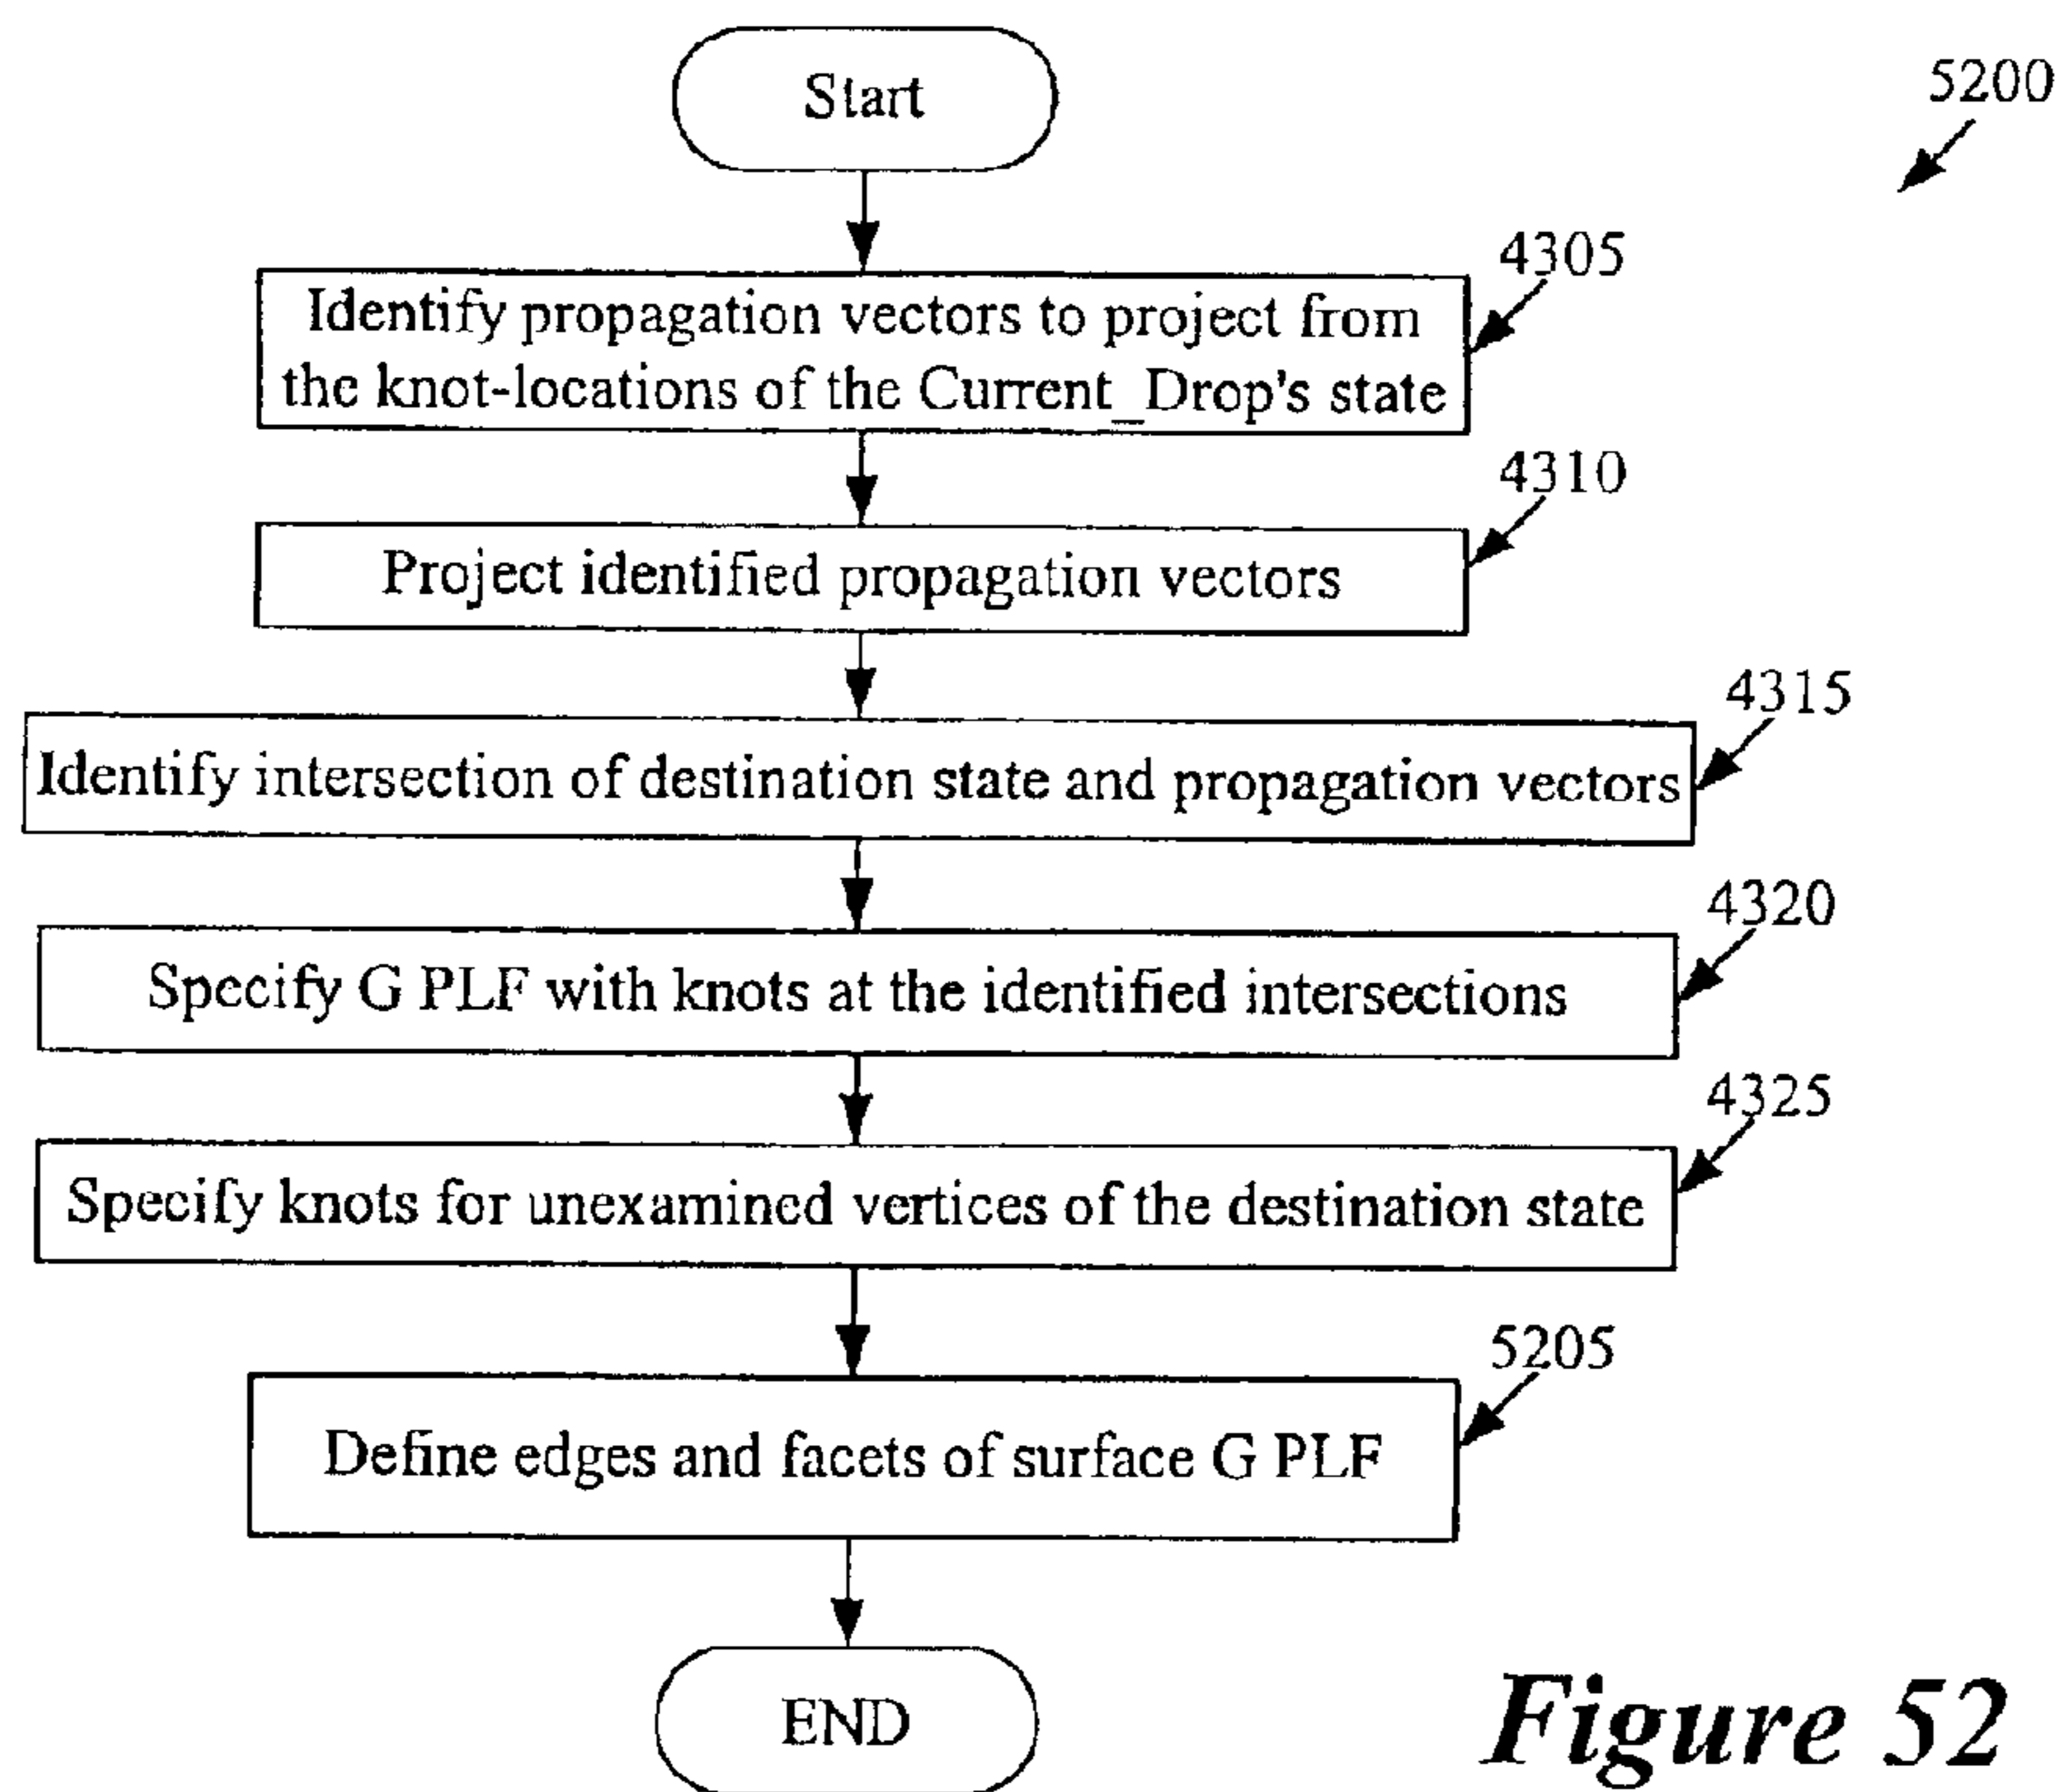 Start
5200
4305
Identify propagation vectors to project from
the knot-locations of the Current_Drop's state
4310
Project identified propagation vectors
4315
Identify intersection of destination state and propagation vectors
4320
Specify G PLF with knots at the identified intersections
4325
Specify knots for unexamined vertices of the destination state
5205
Define edges and facets of surface G PLF
END
Figure 52